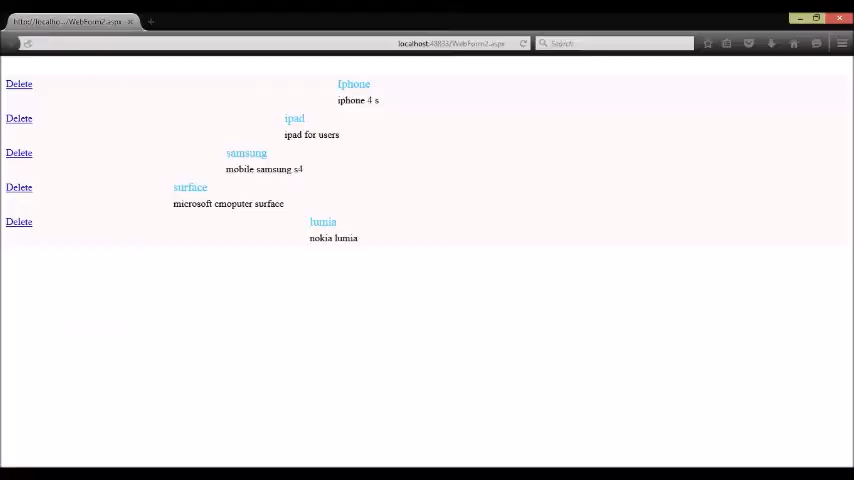 http://localho...WebForm2.aspx
localhost:48833/WebForm2.aspx
Search
Delete Iphone
iphone 4 s
Delete ipad
ipad for users
Delete samsung
mobile samsung s4
Delete surface
microsoft cmoputer surface
Delete lumia
nokia lumia